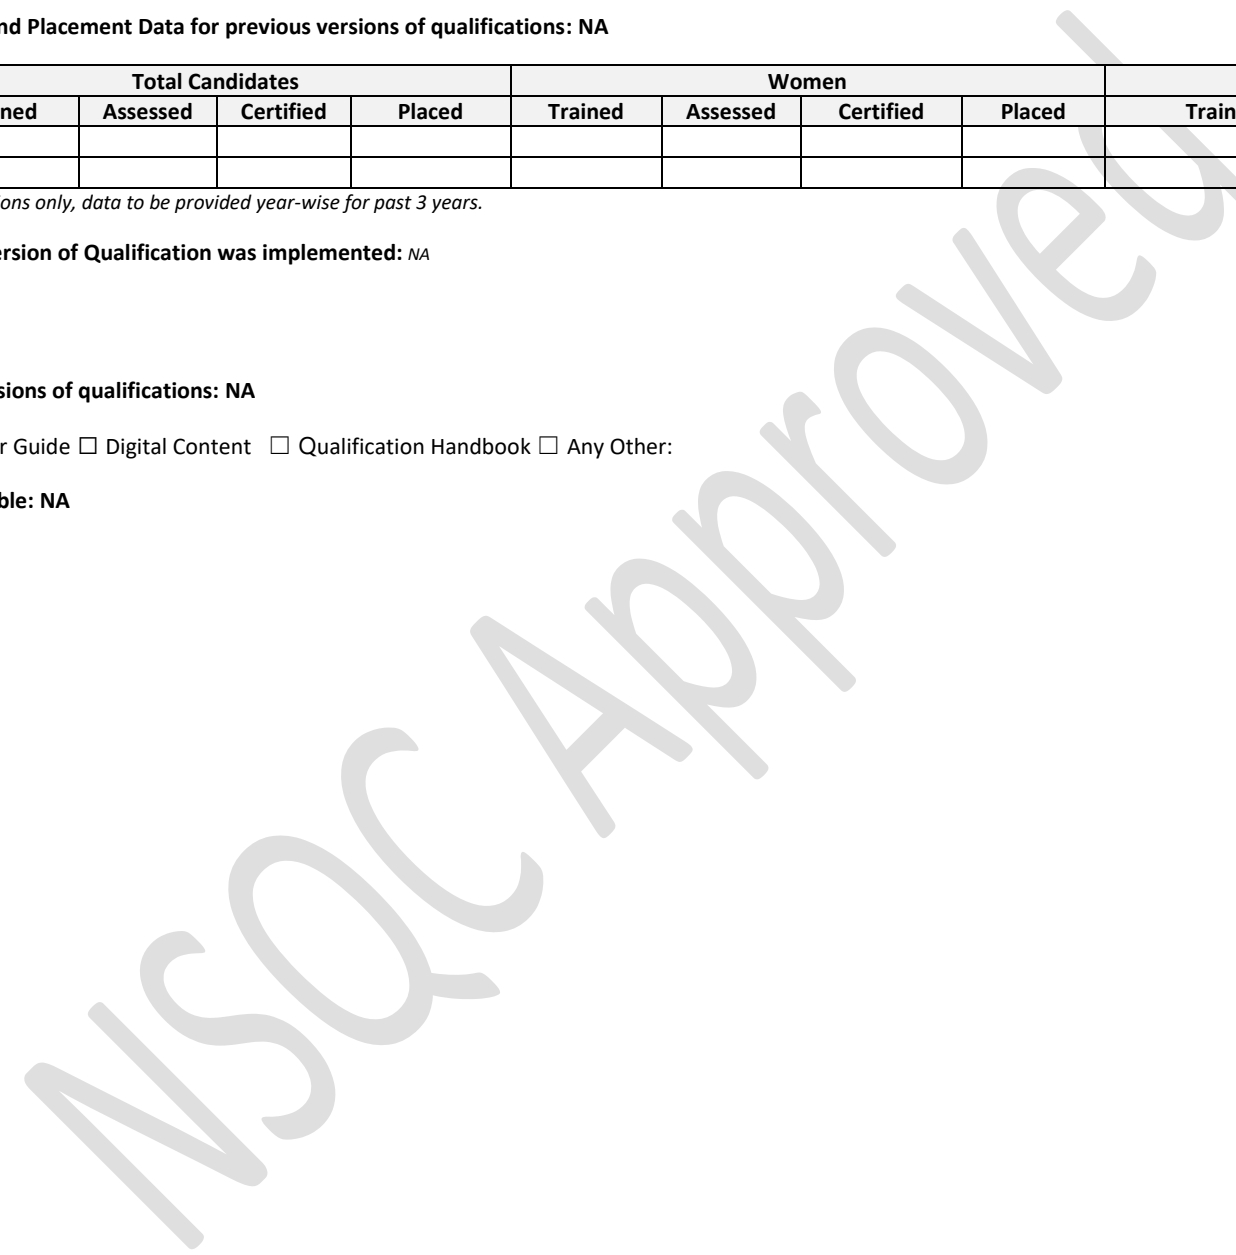 nd Placement Data for previous versions of qualifications: NA
Total Candidates Women
ned Assessed Certified Placed Trained Assessed Certified Placed Train
ions only, data to be provided year-wise for past 3 years.
ersion of Qualification was implemented: NA
sions of qualifications: NA
r Guide ☐ Digital Content ☐ Qualification Handbook ☐ Any Other:
ble: NA
NSQC Approved